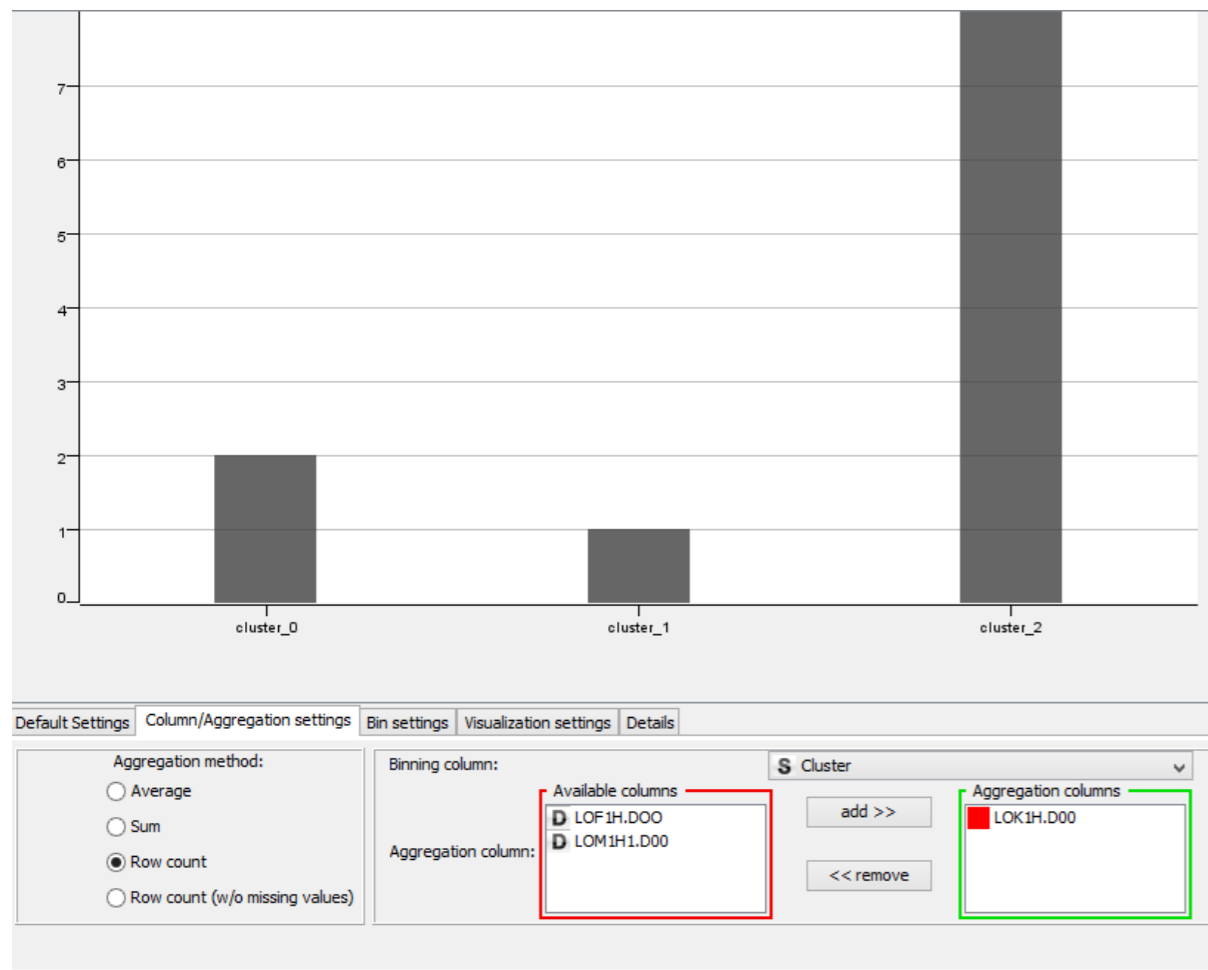 7
6
5
4
3
2
1
0
cluster_0 cluster_1 cluster_2
Default Settings Column/Aggregation settings Bin settings Visualization settings Details
Aggregation method:
Average
Sum
Row count
Row count (w/o missing values)
Binning column:
S Cluster
Aggregation column:
Available columns
D LOF1H.DOO
D LOM1H1.D00
add >>
<< remove
Aggregation columns
LOK1H.D00